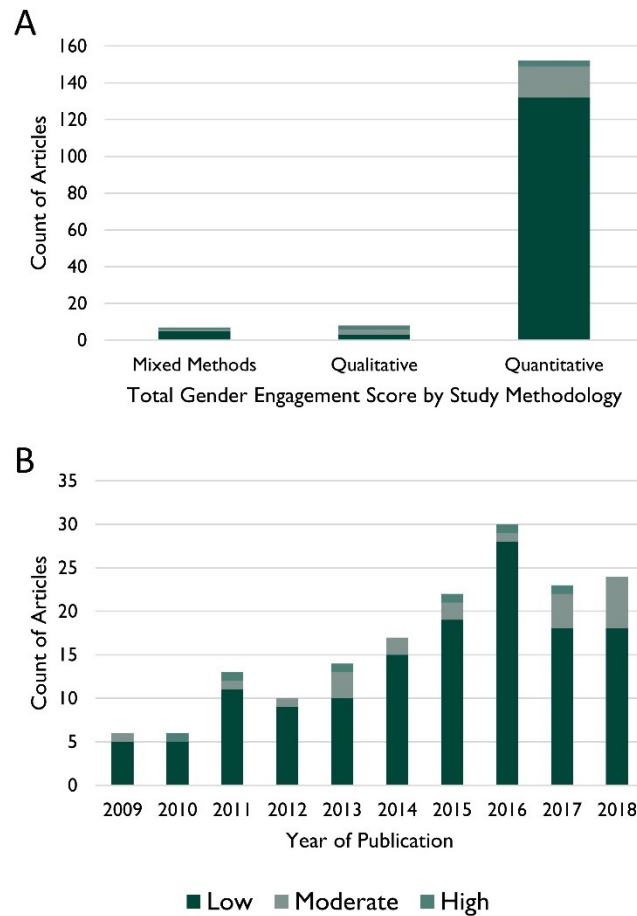 A
160
140
120
100
80
60
40
20
0
Count of Articles
Mixed Methods Qualitative Quantitative
Total Gender Engagement Score by Study Methodology
B
35
30
25
20
15
10
5
0
Count of Articles
2009 2010 2011 2012 2013 2014 2015 2016 2017 2018
Year of Publication
Low Moderate High